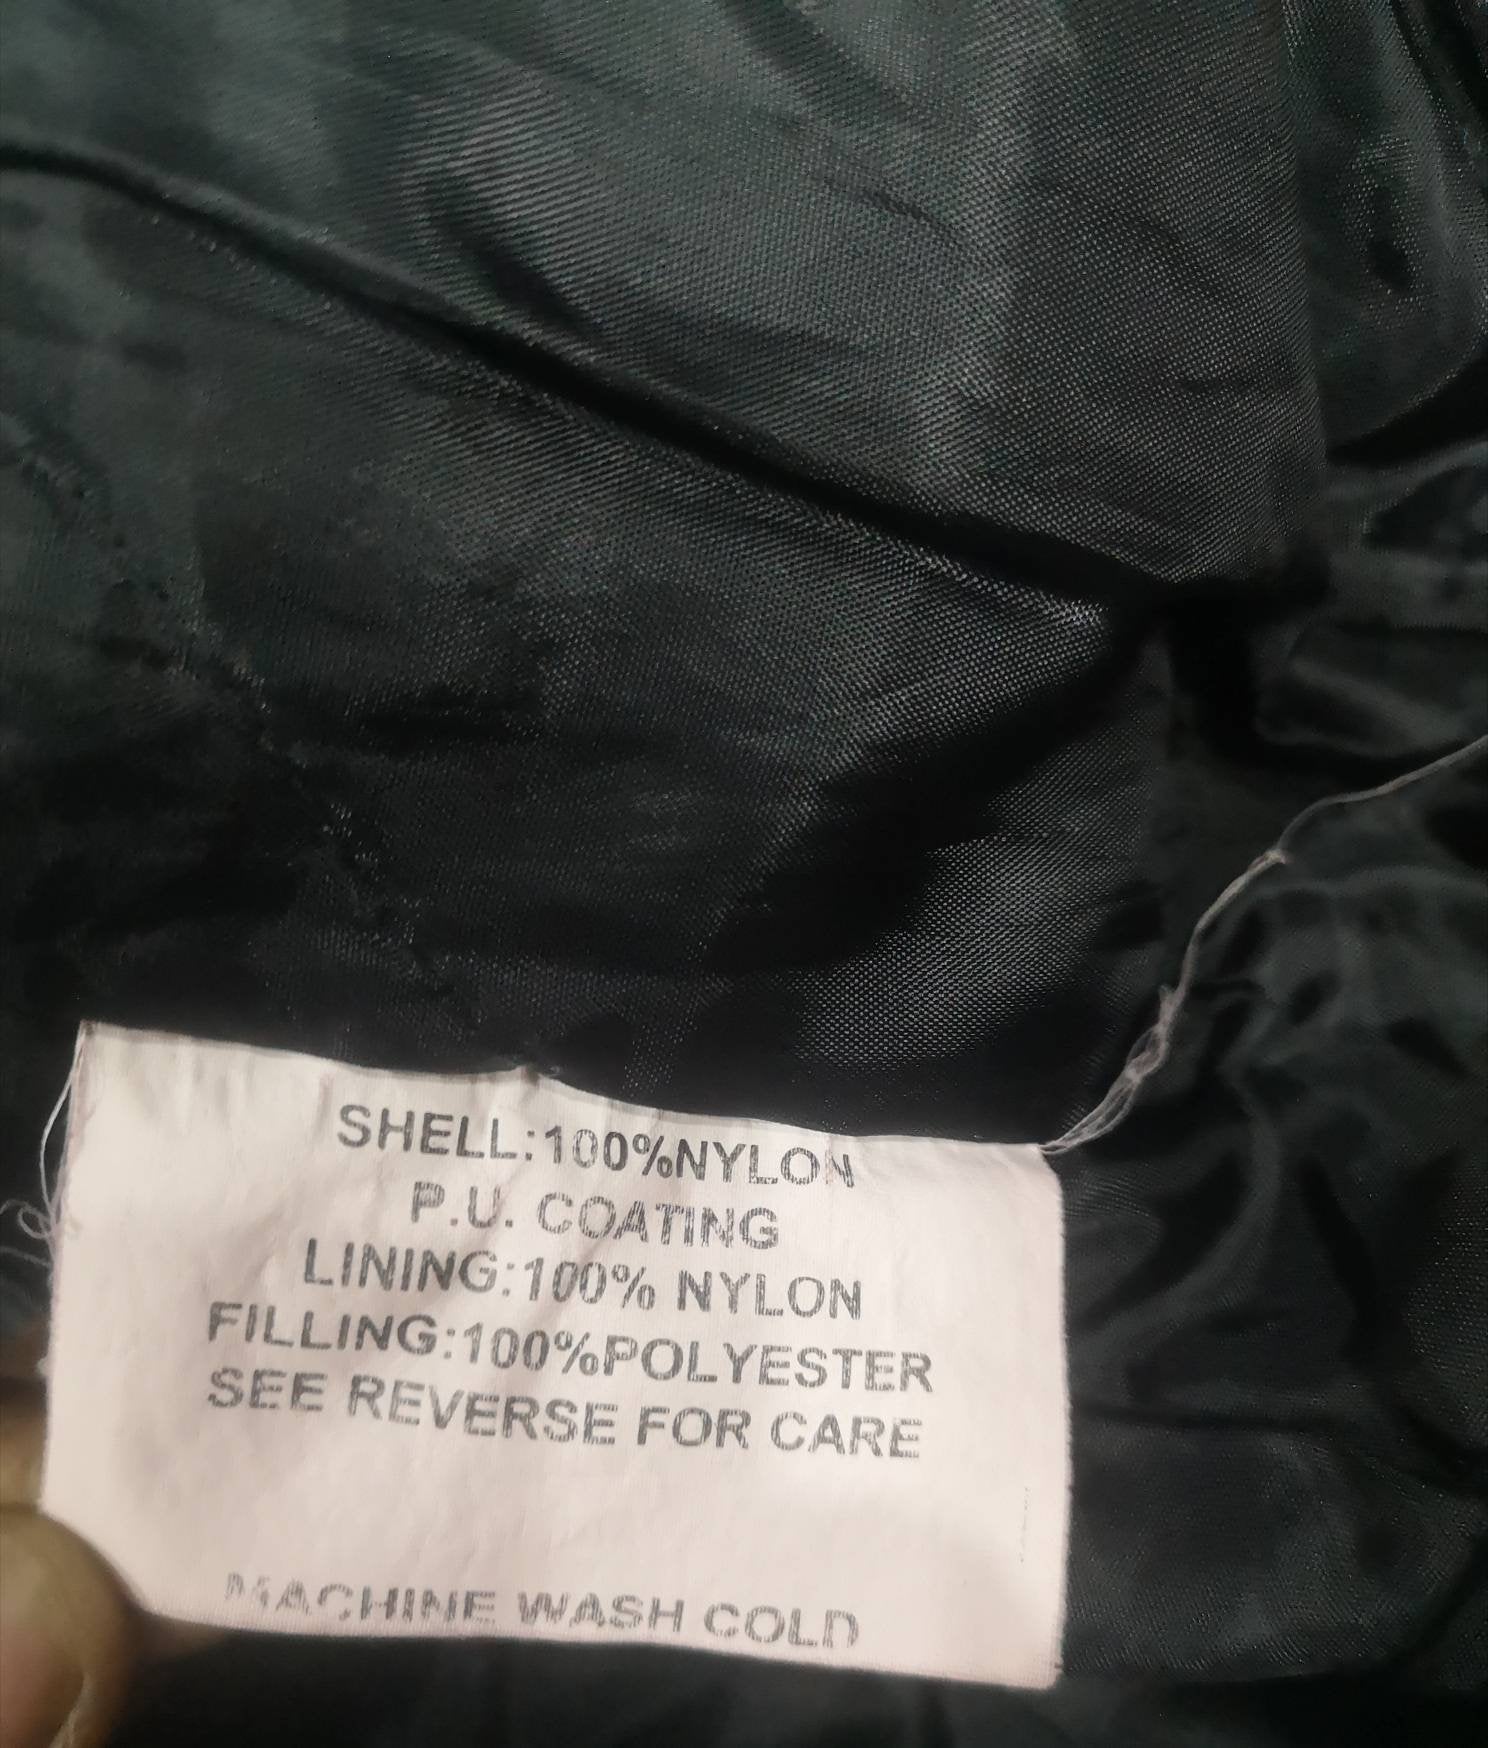 SHELL:100%NYLON
P.U. COATING
LINING:100% NYLON
FILLING:100%POLYESTER
SEE REVERSE FOR CARE
MACHINE WASH COLD